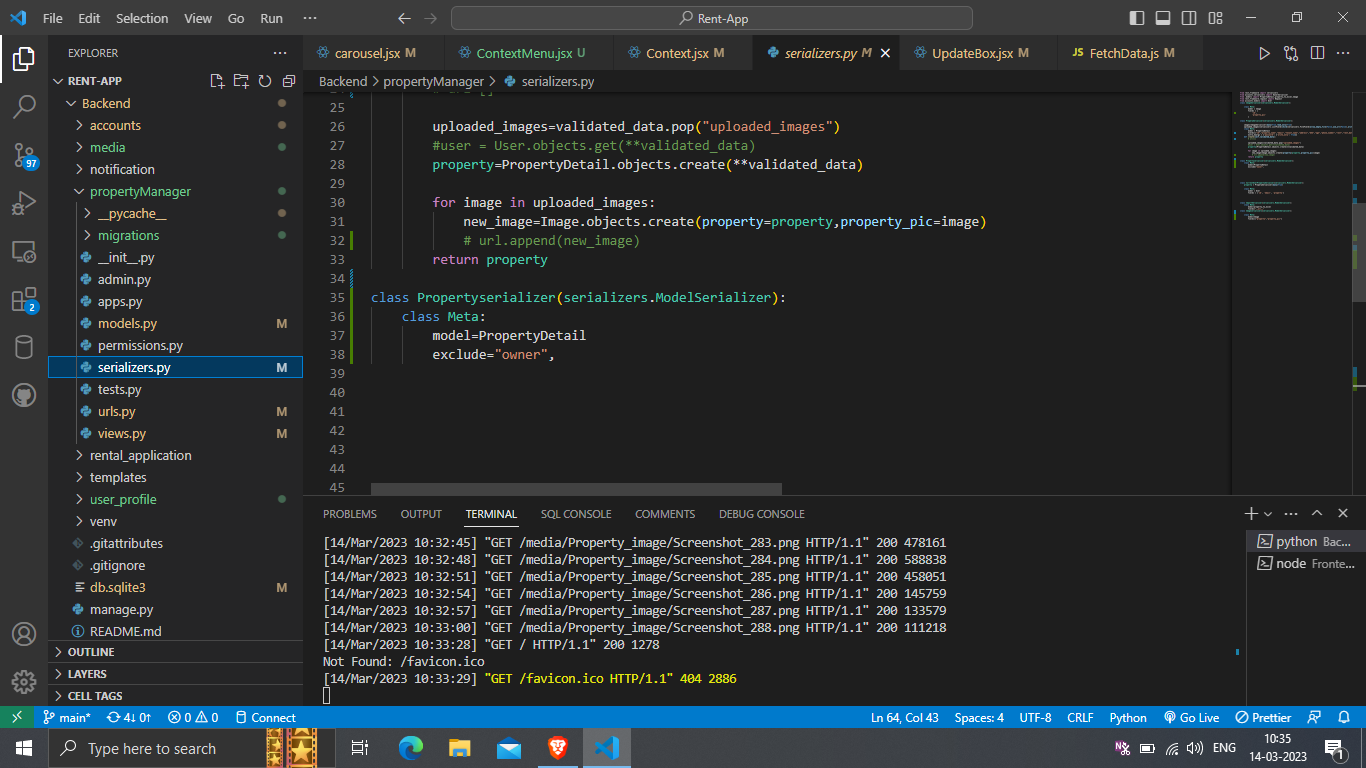 File Edit Selection View Go Run ··· Rent-App
EXPLORER ···
carousel.jsx M ContextMenu.jsx U Context.jsx M serializers.py M UpdateBox.jsx M JS FetchData.js M
RENT-APP
Backend > propertyManager > serializers.py
Backend
accounts
media
notification
propertyManager
__pycache__
migrations
__init__.py
admin.py
apps.py
models.py M
permissions.py
serializers.py M
tests.py
urls.py M
views.py M
rental_application
templates
user_profile
venv
.gitattributes
.gitignore
db.sqlite3 M
manage.py
README.md
OUTLINE
LAYERS
CELL TAGS
97
2
25
26 uploaded_images=validated_data.pop("uploaded_images")
27 #user = User.objects.get(**validated_data)
28 property=PropertyDetail.objects.create(**validated_data)
29
30 for image in uploaded_images:
31 new_image=Image.objects.create(property=property,property_pic=image)
32 # url.append(new_image)
33 return property
34
35 class Propertyserializer(serializers.ModelSerializer):
36 class Meta:
37 model=PropertyDetail
38 exclude="owner",
39
40
41
42
43
44
45
PROBLEMS OUTPUT TERMINAL SQL CONSOLE COMMENTS DEBUG CONSOLE
[14/Mar/2023 10:32:45] "GET /media/Property_image/Screenshot_283.png HTTP/1.1" 200 478161
[14/Mar/2023 10:32:48] "GET /media/Property_image/Screenshot_284.png HTTP/1.1" 200 588838
[14/Mar/2023 10:32:51] "GET /media/Property_image/Screenshot_285.png HTTP/1.1" 200 458051
[14/Mar/2023 10:32:54] "GET /media/Property_image/Screenshot_286.png HTTP/1.1" 200 145759
[14/Mar/2023 10:32:57] "GET /media/Property_image/Screenshot_287.png HTTP/1.1" 200 133579
[14/Mar/2023 10:33:00] "GET /media/Property_image/Screenshot_288.png HTTP/1.1" 200 111218
[14/Mar/2023 10:33:28] "GET / HTTP/1.1" 200 1278
Not Found: /favicon.ico
[14/Mar/2023 10:33:29] "GET /favicon.ico HTTP/1.1" 404 2886
python Bac...
node Fronte...
main* 4↓ 0↑ 0 0 Connect Ln 64, Col 43 Spaces: 4 UTF-8 CRLF Python Go Live Prettier
Type here to search
ENG
10:35
14-03-2023
1